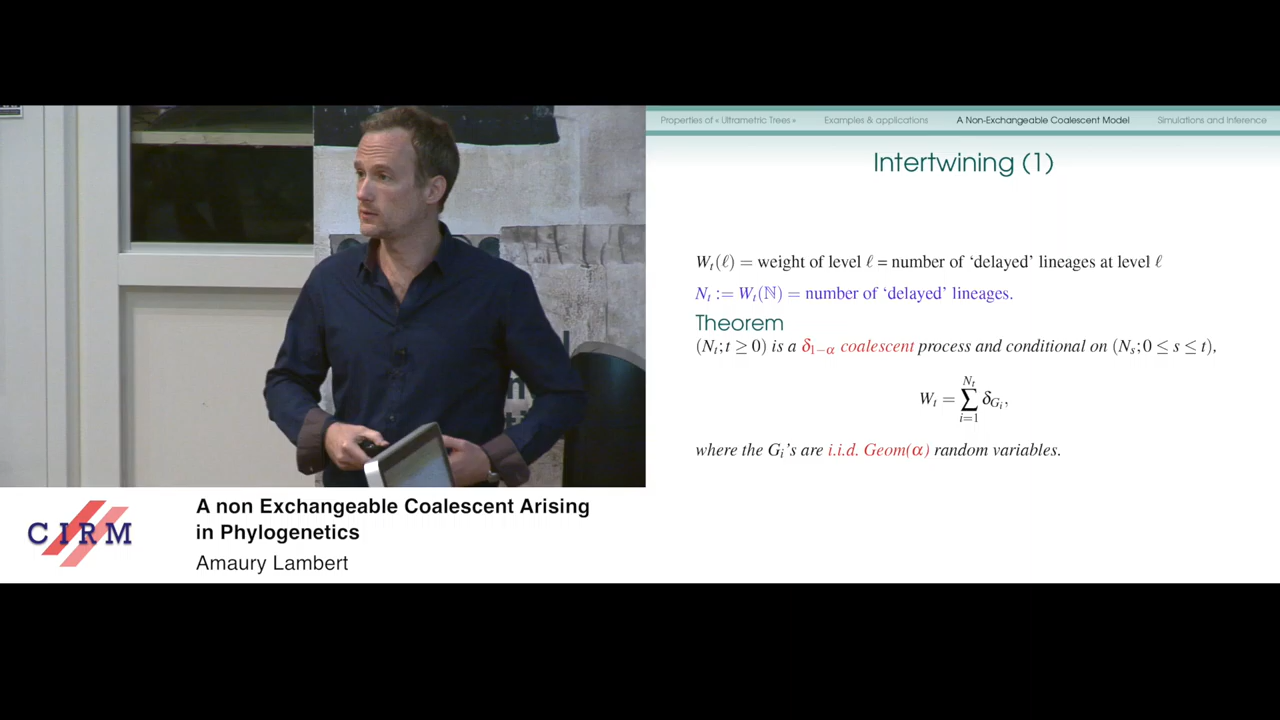 Properties of « Ultrametric Trees »
Examples & applications
A Non-Exchangeable Coalescent Model
Simulations and Inference
Intertwining (1)
Wₜ(ℓ) = weight of level ℓ = number of ‘delayed’ lineages at level ℓ
Nₜ := Wₜ(ℕ) = number of ‘delayed’ lineages.
Theorem
(Nₜ; t ≥ 0) is a δ₁₋α coalescent process and conditional on (Nₛ; 0 ≤ s ≤ t),
Wₜ = ∑_{i=1}^{Nₜ} δ_{Gᵢ},
where the Gᵢ’s are i.i.d. Geom(α) random variables.
CIRM
A non Exchangeable Coalescent Arising
in Phylogenetics
Amaury Lambert